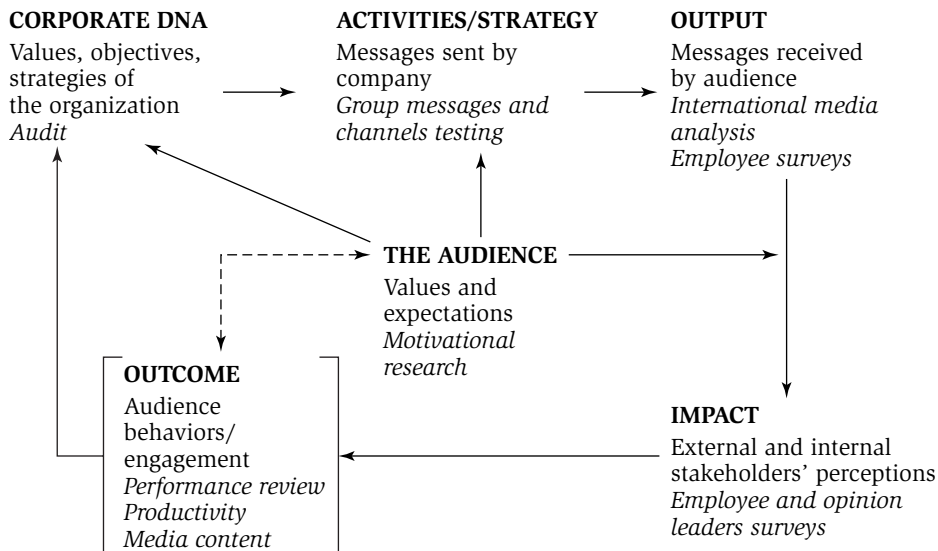 CORPORATE DNA
Values, objectives,
strategies of
the organization
Audit
ACTIVITIES/STRATEGY
Messages sent by
company
Group messages and
channels testing
OUTPUT
Messages received
by audience
International media
analysis
Employee surveys
THE AUDIENCE
Values and
expectations
Motivational
research
OUTCOME
Audience
behaviors/
engagement
Performance review
Productivity
Media content
IMPACT
External and internal
stakeholders’ perceptions
Employee and opinion
leaders surveys